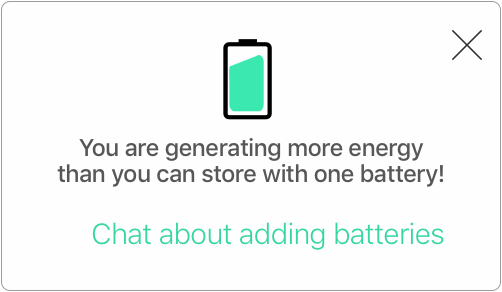 You are generating more energy
than you can store with one battery!
Chat about adding batteries